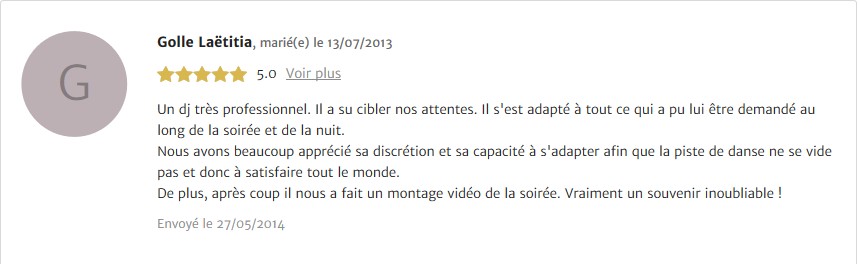 G
Golle Laëtitia, marié(e) le 13/07/2013
5.0 Voir plus
Un dj très professionnel. Il a su cibler nos attentes. Il s'est adapté à tout ce qui a pu lui être demandé au
long de la soirée et de la nuit.
Nous avons beaucoup apprécié sa discrétion et sa capacité à s'adapter afin que la piste de danse ne se vide
pas et donc à satisfaire tout le monde.
De plus, après coup il nous a fait un montage vidéo de la soirée. Vraiment un souvenir inoubliable !
Envoyé le 27/05/2014